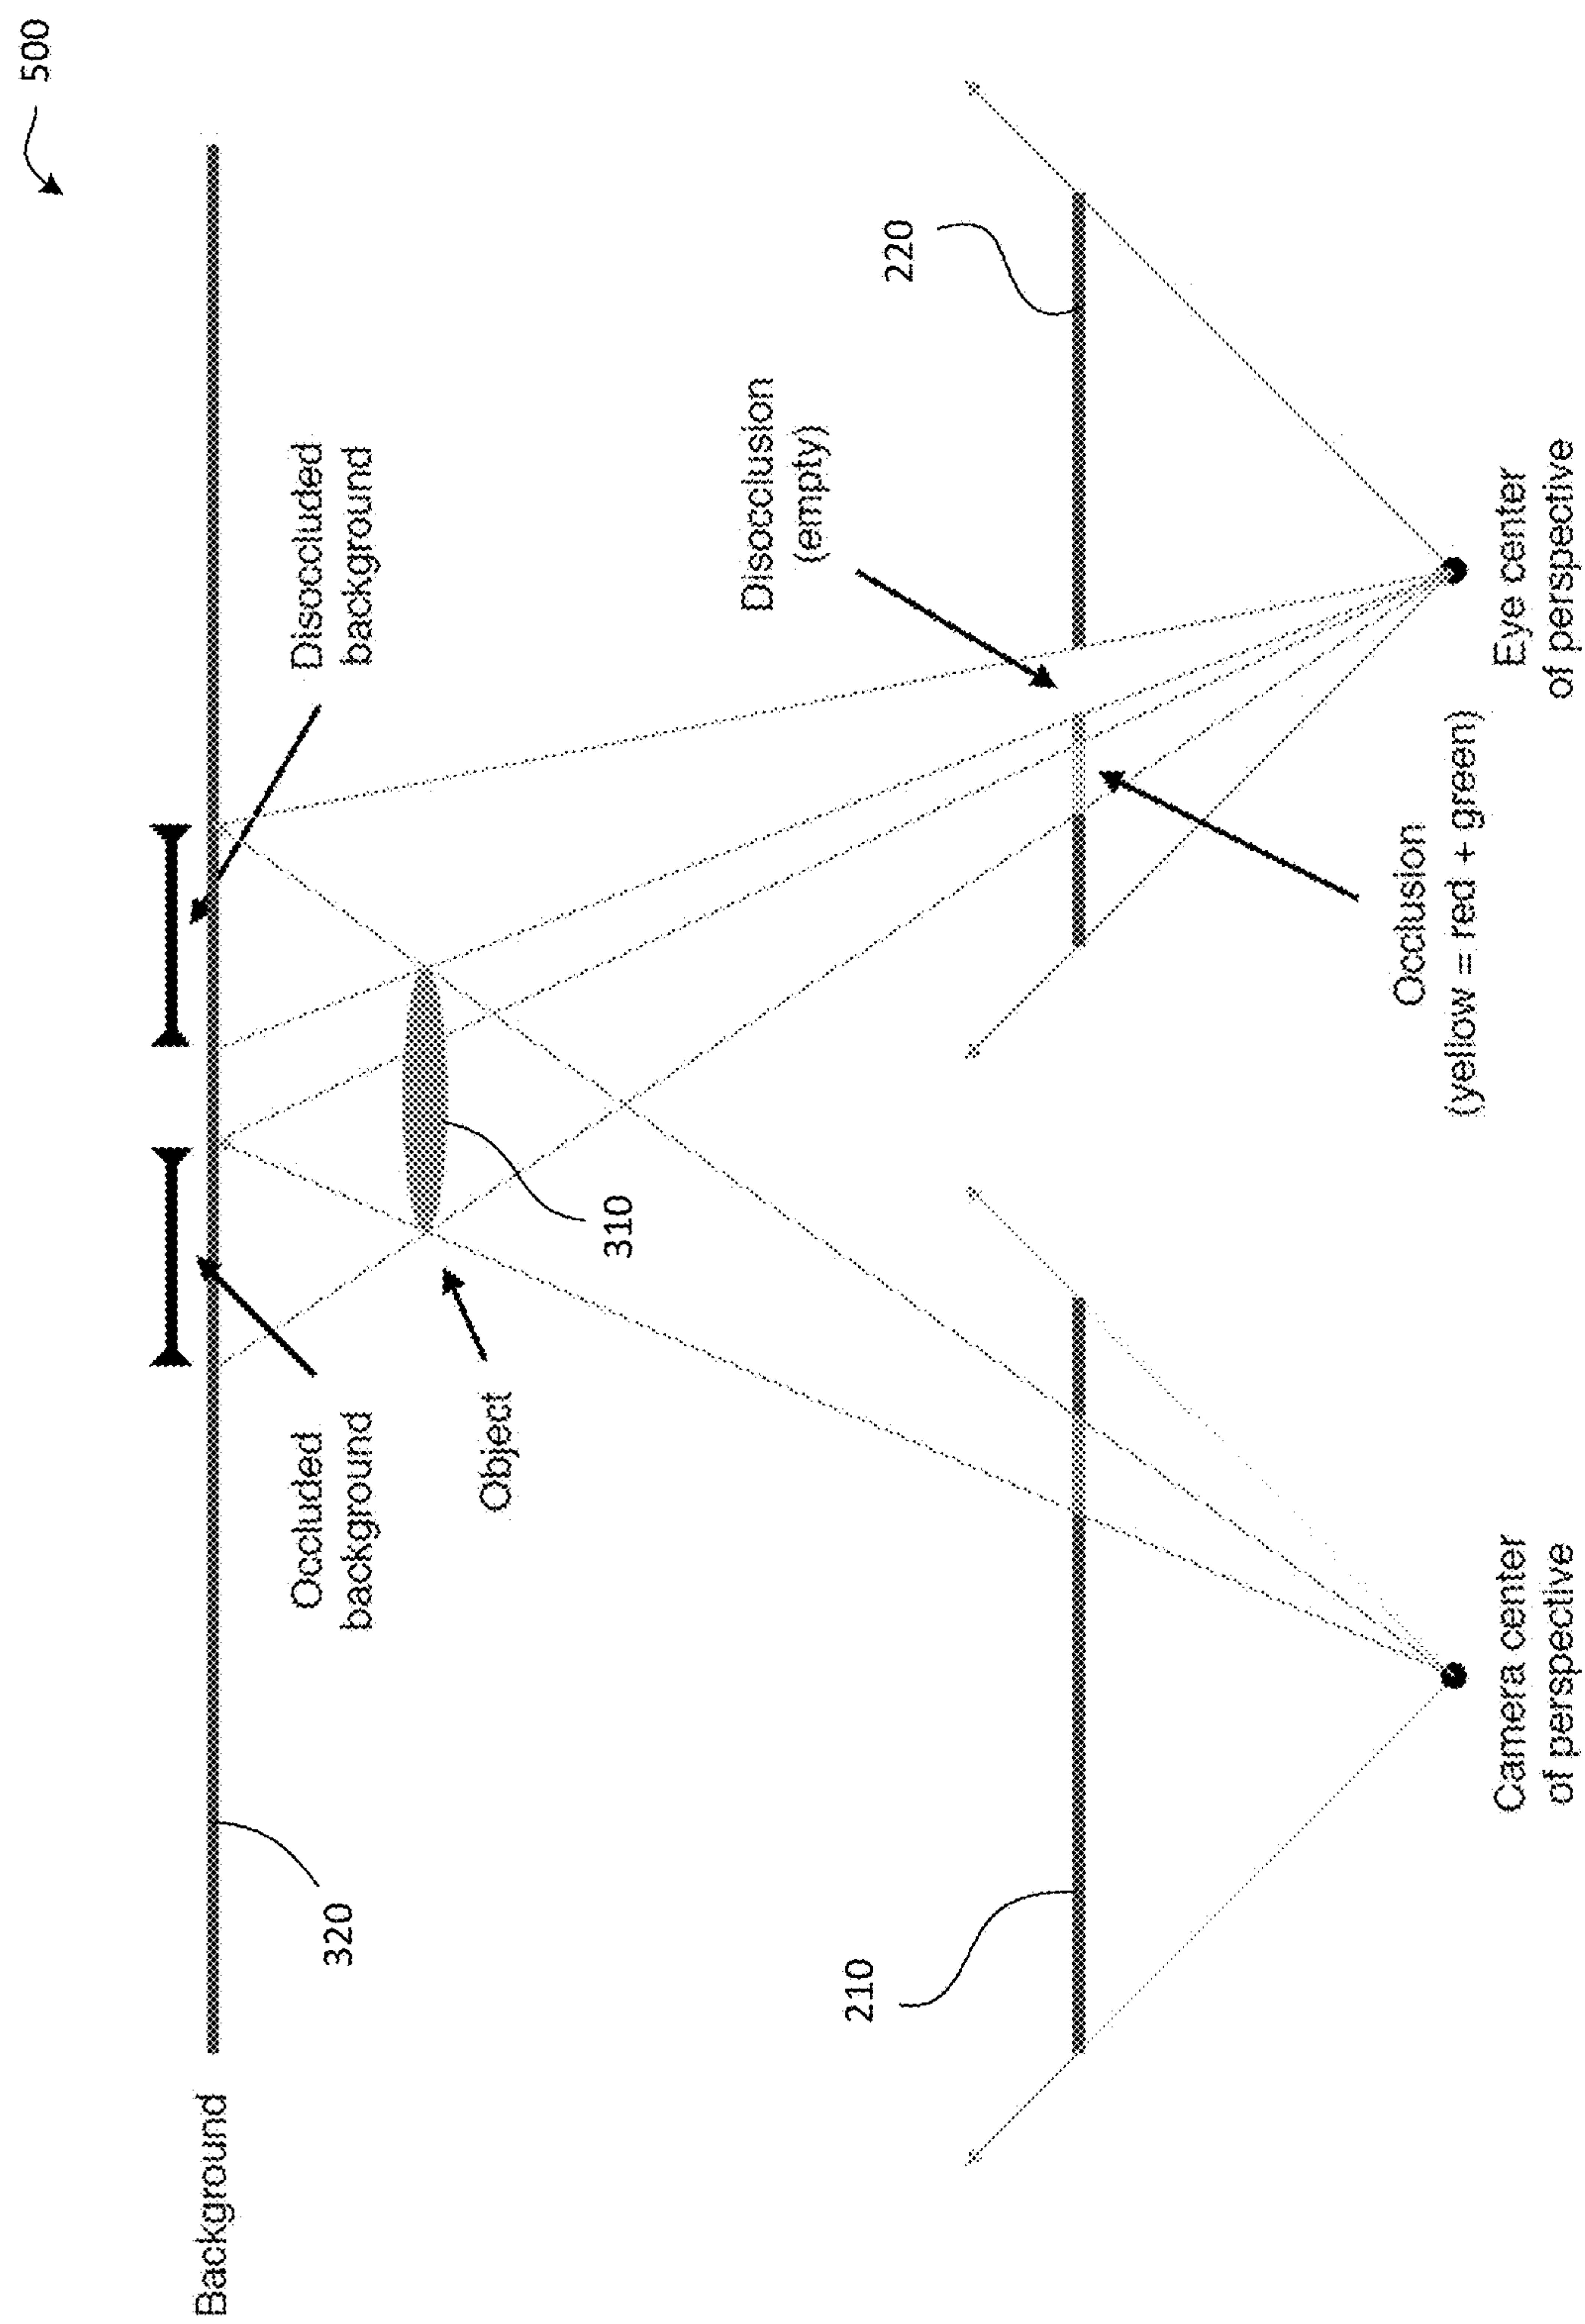 500
Background
320
Occluded
background
Disoccluded
background
Object
310
210
Disocclusion
(empty)
220
Occlusion
(yellow = red + green)
Camera center
of perspective
Eye center
of perspective